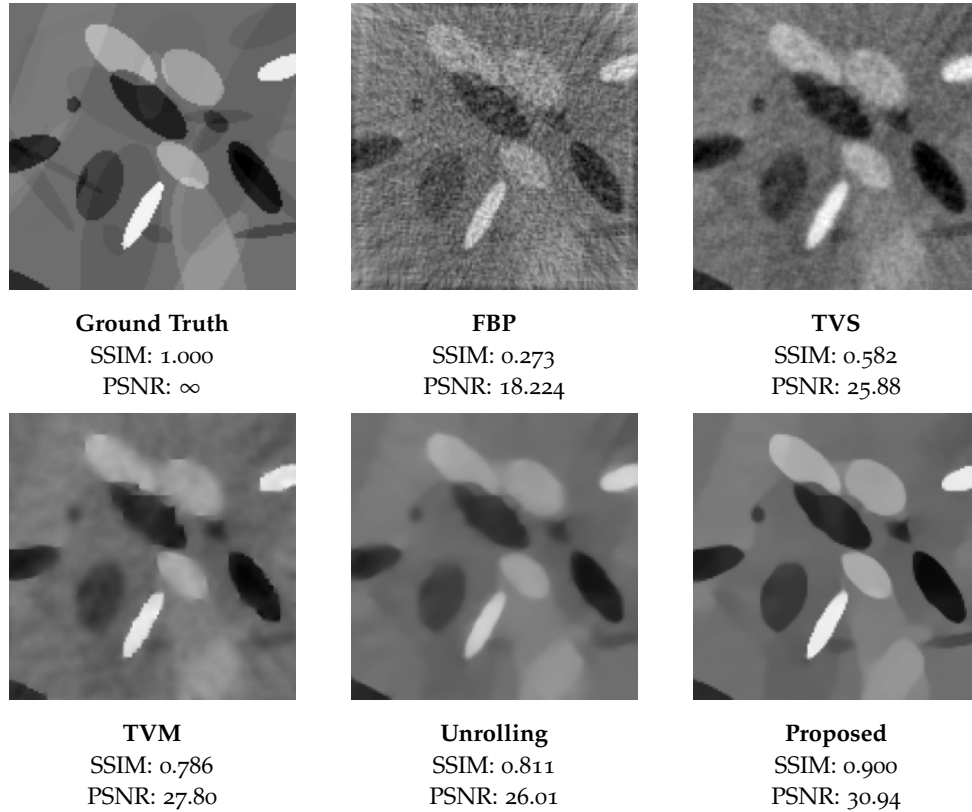 Ground Truth
SSIM: 1.000
PSNR: ∞
FBP
SSIM: 0.273
PSNR: 18.224
TVS
SSIM: 0.582
PSNR: 25.88
TVM
SSIM: 0.786
PSNR: 27.80
Unrolling
SSIM: 0.811
PSNR: 26.01
Proposed
SSIM: 0.900
PSNR: 30.94